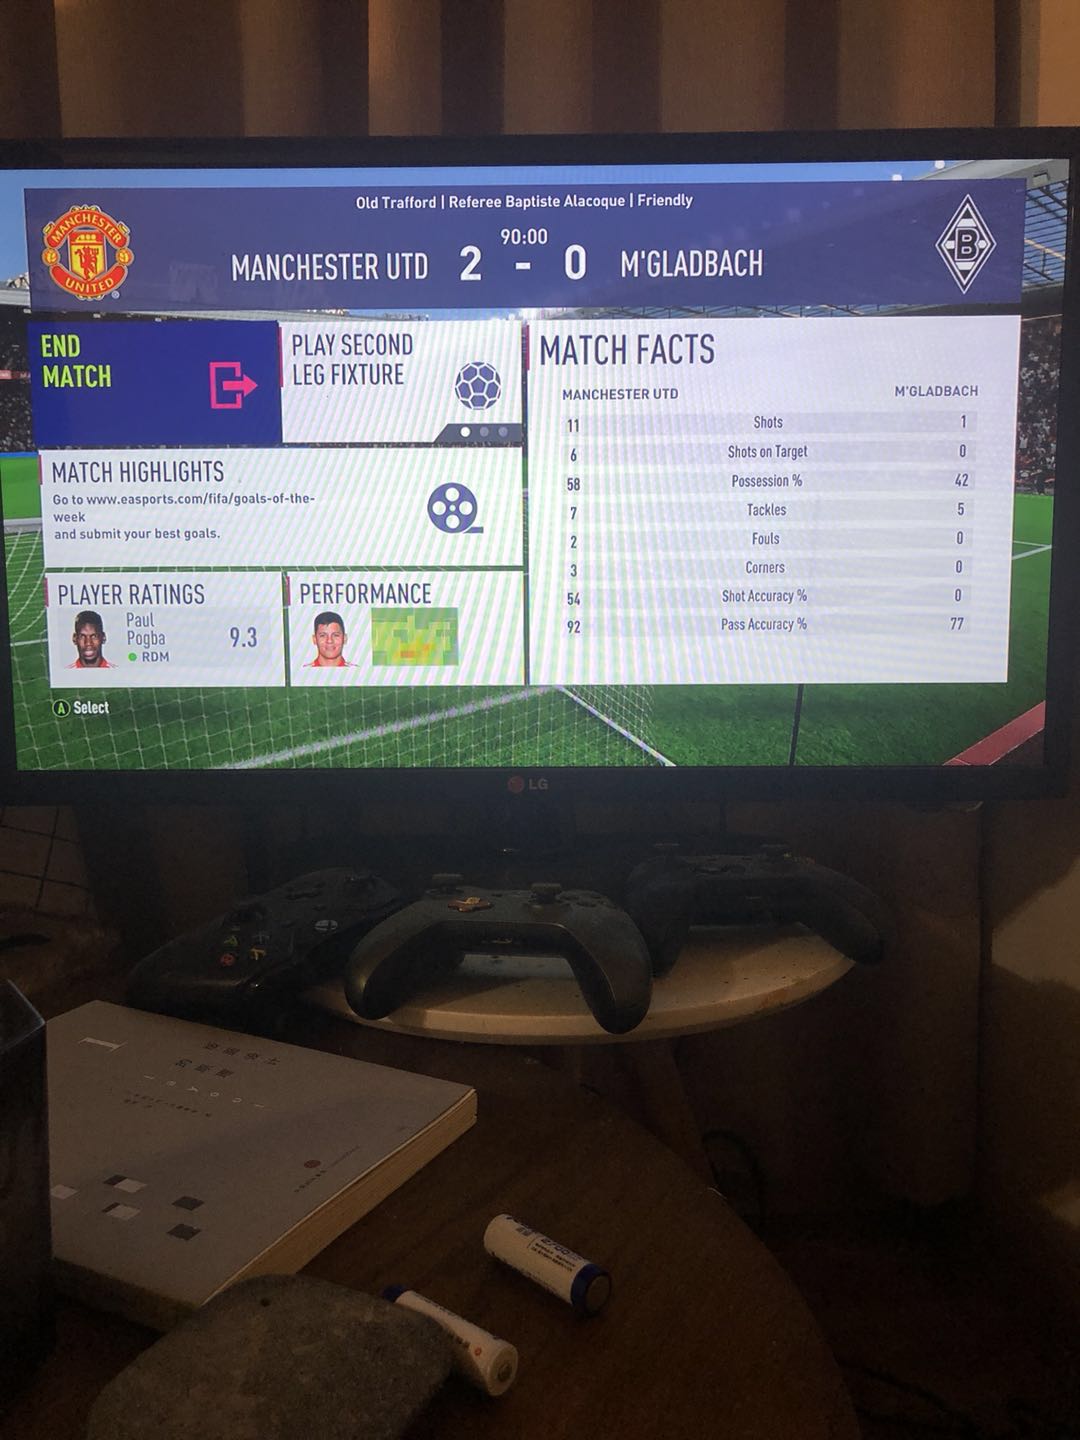 Old Trafford | Referee Baptiste Alacoque | Friendly
90:00
MANCHESTER UTD 2 - 0 M'GLADBACH
MANCHESTER
UNITED
B
END
MATCH
PLAY SECOND
LEG FIXTURE
MATCH HIGHLIGHTS
Go to www.easports.com/fifa/goals-of-the-
week
and submit your best goals.
PLAYER RATINGS
Paul
Pogba
RDM
9.3
PERFORMANCE
MATCH FACTS
MANCHESTER UTD M'GLADBACH
11 Shots 1
6 Shots on Target 0
58 Possession % 42
7 Tackles 5
2 Fouls 0
3 Corners 0
54 Shot Accuracy % 0
92 Pass Accuracy % 77
A Select
LG